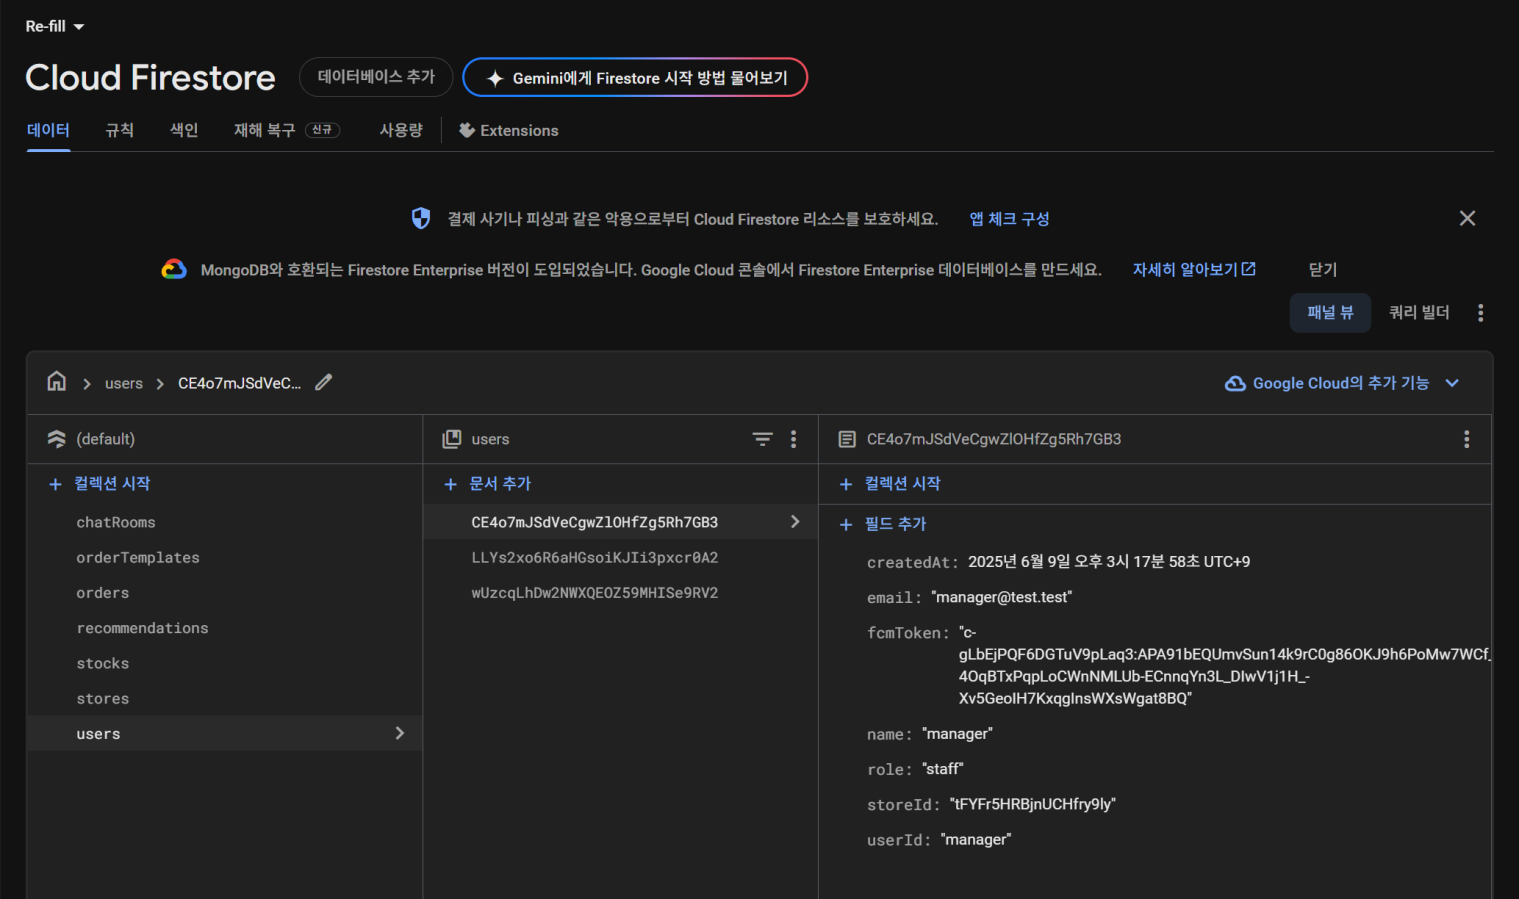 Re-fill
Cloud Firestore
데이터베이스 추가
Gemini에게 Firestore 시작 방법 물어보기
데이터
규칙
색인
재해 복구 신규
사용량
Extensions
결제 사기나 피싱과 같은 악용으로부터 Cloud Firestore 리소스를 보호하세요. 앱 체크 구성
MongoDB와 호환되는 Firestore Enterprise 버전이 도입되었습니다. Google Cloud 콘솔에서 Firestore Enterprise 데이터베이스를 만드세요. 자세히 알아보기 닫기
패널 뷰
쿼리 빌더
users
CE4o7mJSdVeC...
Google Cloud의 추가 기능
(default)
컬렉션 시작
chatRooms
orderTemplates
orders
recommendations
stocks
stores
users
users
문서 추가
CE4o7mJSdVeCgwZlOHfZg5Rh7GB3
LLYs2xo6R6aHGsoiKJIi3pxcr0A2
wUzcqLhDw2NWXQEOZ59MHISe9RV2
CE4o7mJSdVeCgwZlOHfZg5Rh7GB3
컬렉션 시작
필드 추가
createdAt: 2025년 6월 9일 오후 3시 17분 58초 UTC+9
email: "manager@test.test"
fcmToken: "c-
gLbEjPQF6DGTuV9pLaq3:APA91bEQUmvSun14k9rC0g86OKJ9h6PoMw7WCf_
4OqBTxPqpLoCWnNMLUb-ECnnqYn3L_DIwV1j1H_-
Xv5GeoIH7KxqgInsWXsWgat8BQ"
name: "manager"
role: "staff"
storeId: "tFYFr5HRBjnUCHfry9ly"
userId: "manager"